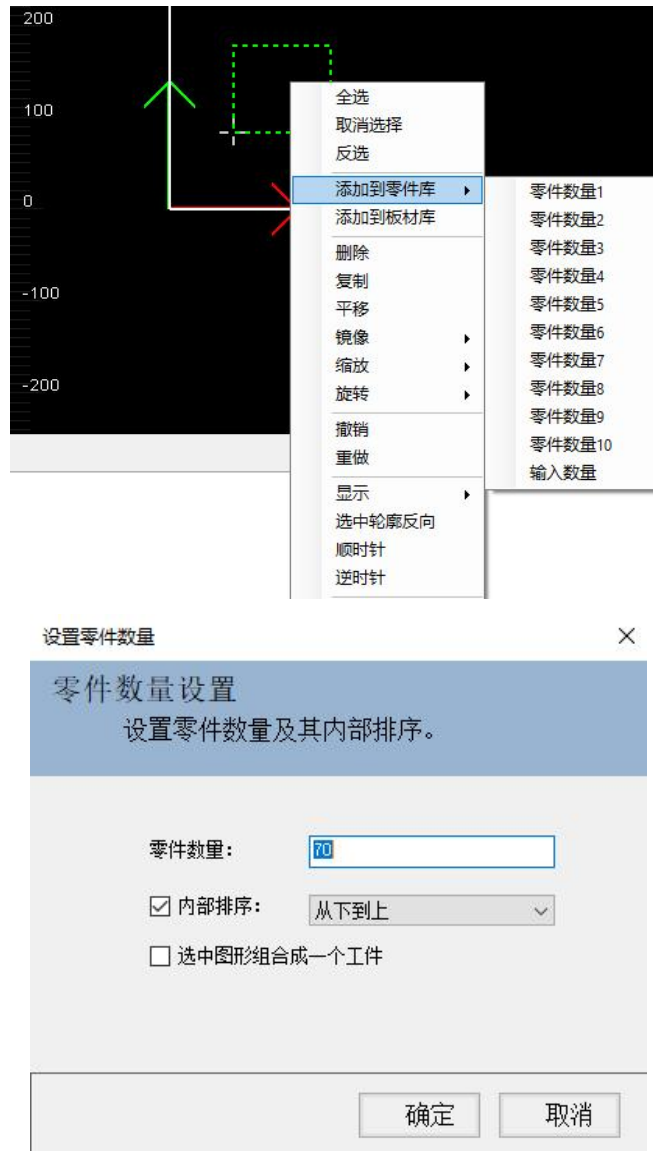 200
100
0
-100
-200
全选
取消选择
反选
添加到零件库
添加到板材库
删除
复制
平移
镜像
缩放
旋转
撤销
重做
显示
选中轮廓反向
顺时针
逆时针
零件数量1
零件数量2
零件数量3
零件数量4
零件数量5
零件数量6
零件数量7
零件数量8
零件数量9
零件数量10
输入数量
设置零件数量
零件数量设置
设置零件数量及其内部排序。
零件数量： 70
内部排序： 从下到上
选中图形组合成一个工件
确定 取消